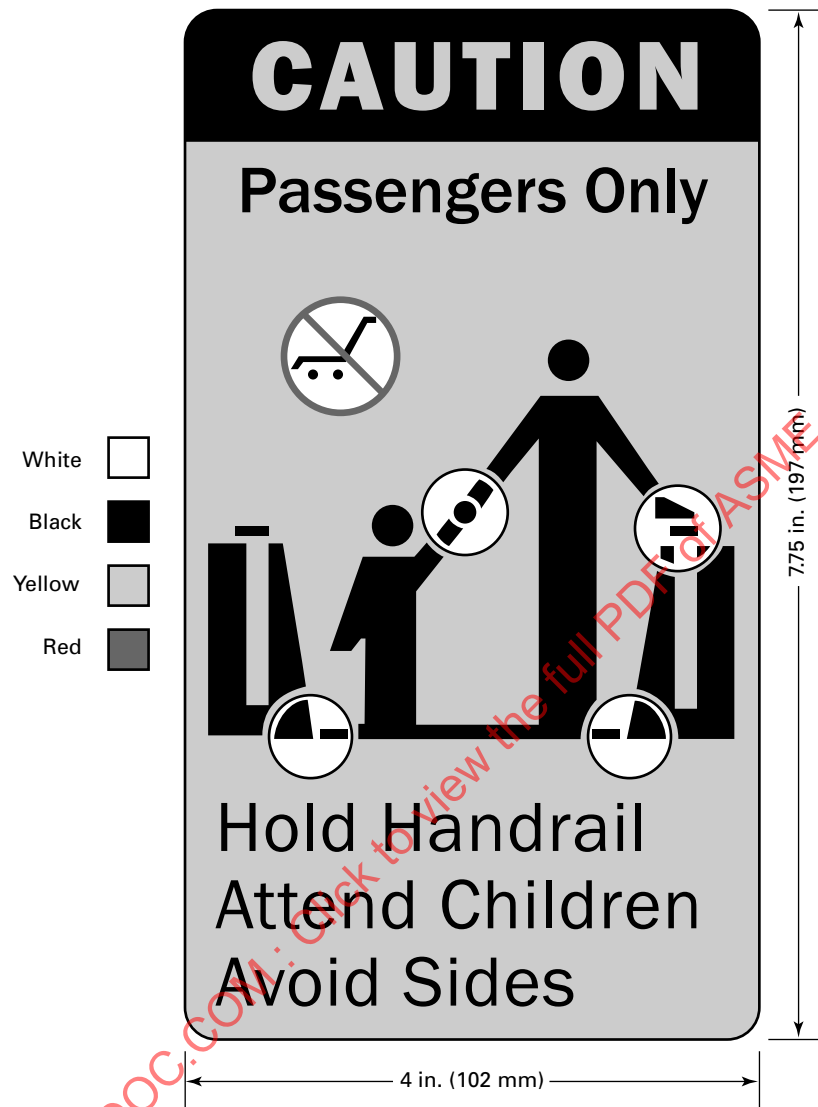 CAUTION
Passengers Only
White
Black
Yellow
Red
Hold Handrail
Attend Children
Avoid Sides
7.75 in. (197 mm)
4 in. (102 mm)
OC.COM : Click to view the full PDF of ASME